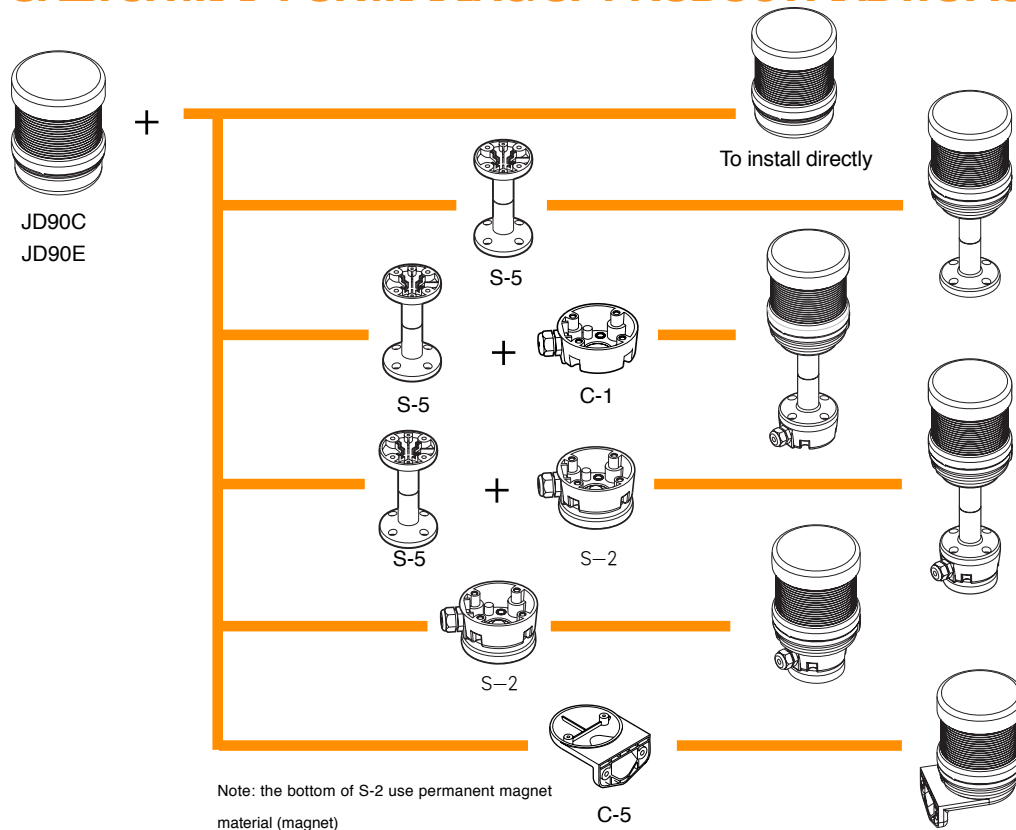 To install directly
JD90C
JD90E
S-5
S-5
C-1
S-5
S-2
S-2
Note: the bottom of S-2 use permanent magnet
material (magnet)
C-5